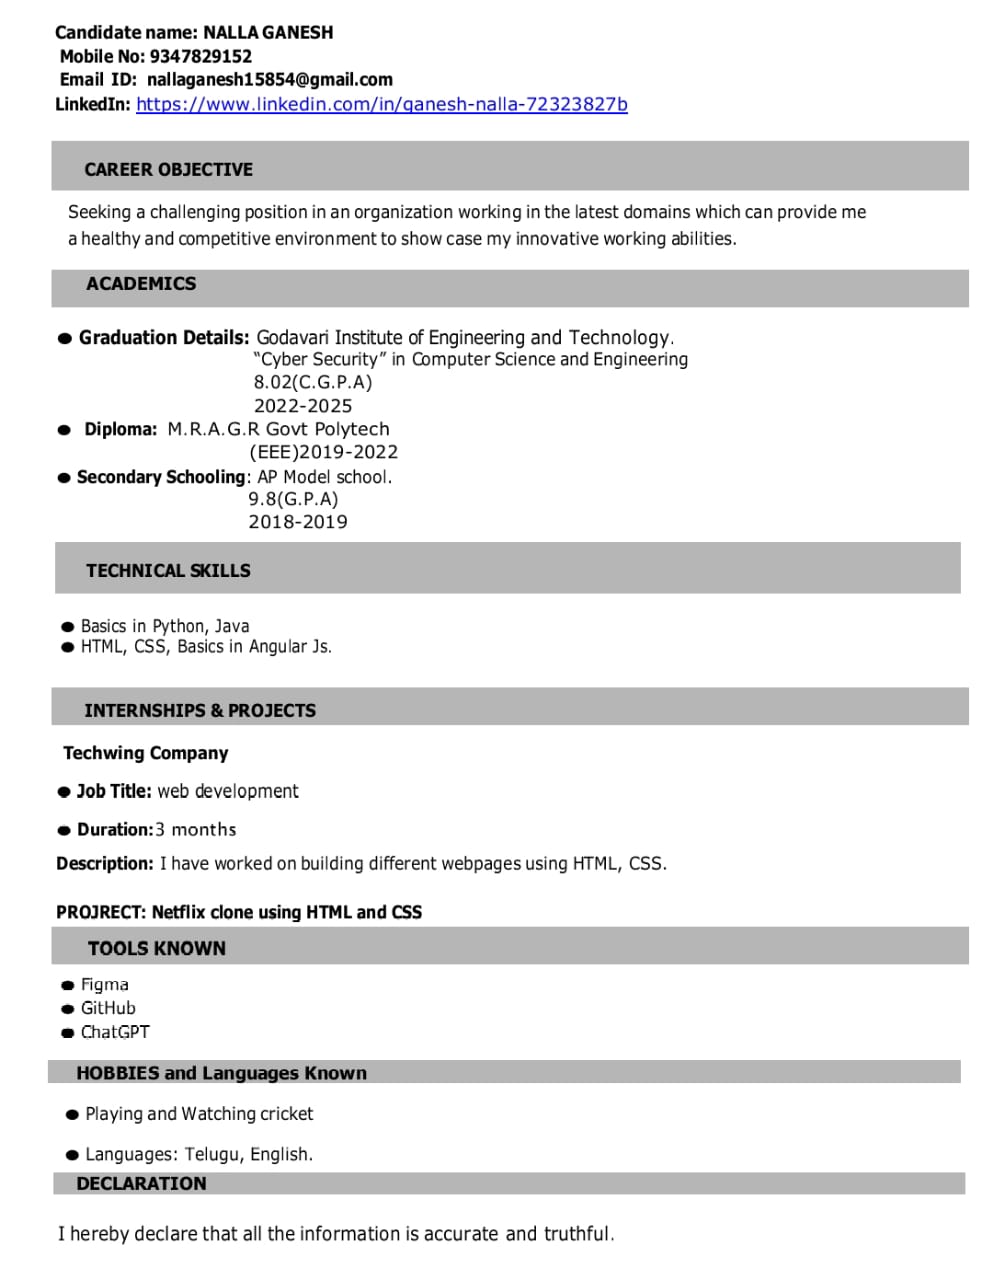 Candidate name: NALLA GANESH
Mobile No: 9347829152
Email ID: nallaganesh15854@gmail.com
LinkedIn: https://www.linkedin.com/in/ganesh-nalla-72323827b
CAREER OBJECTIVE
Seeking a challenging position in an organization working in the latest domains which can provide me
a healthy and competitive environment to show case my innovative working abilities.
ACADEMICS
● Graduation Details: Godavari Institute of Engineering and Technology.
“Cyber Security” in Computer Science and Engineering
8.02(C.G.P.A)
2022-2025
● Diploma: M.R.A.G.R Govt Polytech
(EEE)2019-2022
● Secondary Schooling: AP Model school.
9.8(G.P.A)
2018-2019
TECHNICAL SKILLS
● Basics in Python, Java
● HTML, CSS, Basics in Angular Js.
INTERNSHIPS & PROJECTS
Techwing Company
● Job Title: web development
● Duration:3 months
Description: I have worked on building different webpages using HTML, CSS.
PROJRECT: Netflix clone using HTML and CSS
TOOLS KNOWN
● Figma
● GitHub
● ChatGPT
HOBBIES and Languages Known
● Playing and Watching cricket
● Languages: Telugu, English.
DECLARATION
I hereby declare that all the information is accurate and truthful.